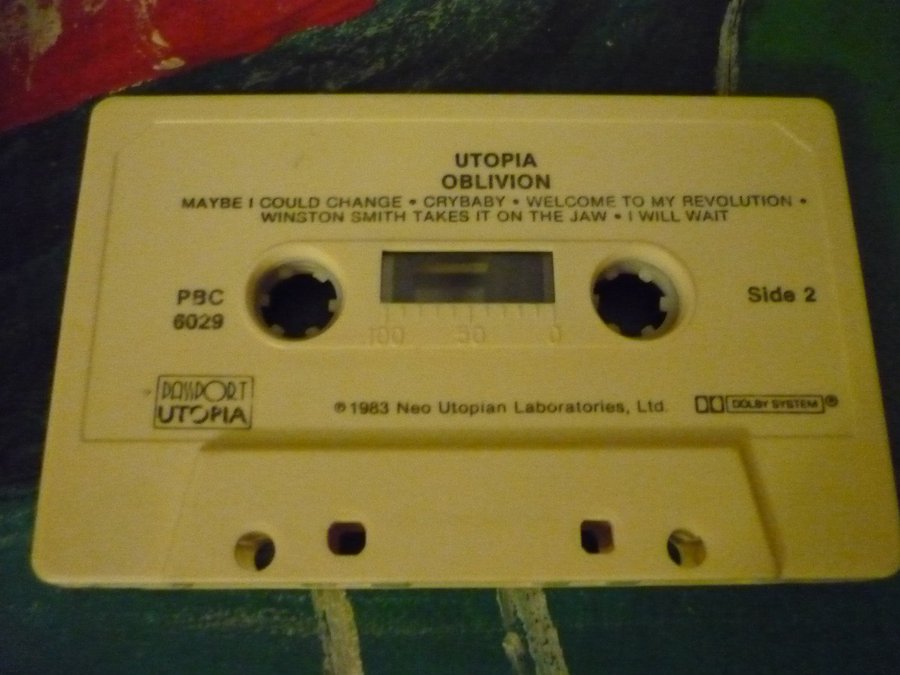 UTOPIA
OBLIVION
MAYBE I COULD CHANGE • CRYBABY • WELCOME TO MY REVOLUTION •
WINSTON SMITH TAKES IT ON THE JAW • I WILL WAIT
PBC
6029
Side 2
100 50 0
PASSPORT
UTOPIA
℗1983 Neo Utopian Laboratories, Ltd.
DOLBY SYSTEM®